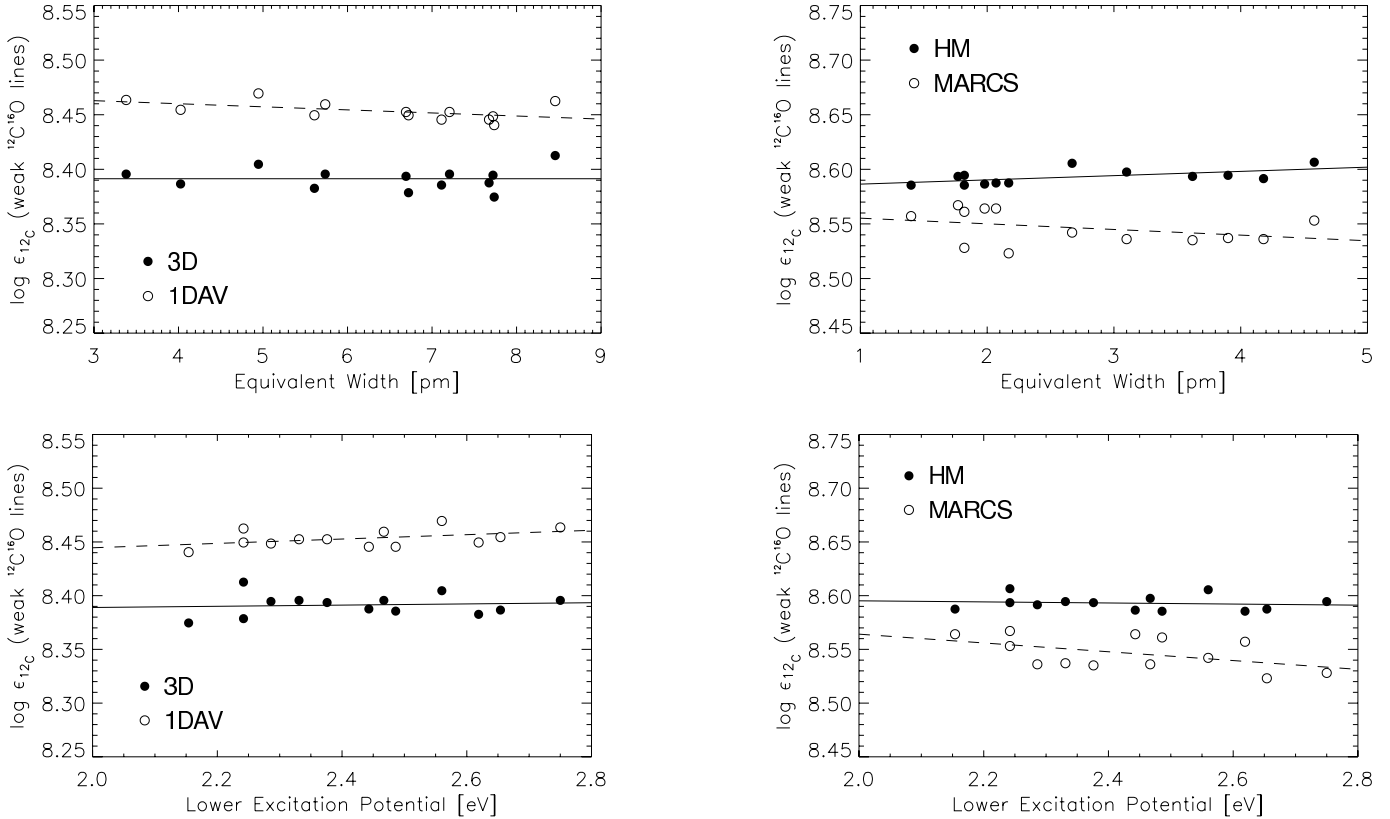 log ϵ12C (weak 12C16O lines)
8.55
8.50
8.45
8.40
8.35
8.30
8.25
3D
1DAV
3 4 5 6 7 8 9
Equivalent Width [pm]
log ϵ12C (weak 12C16O lines)
8.75
8.70
8.65
8.60
8.55
8.50
8.45
HM
MARCS
1 2 3 4 5
Equivalent Width [pm]
log ϵ12C (weak 12C16O lines)
8.55
8.50
8.45
8.40
8.35
8.30
8.25
3D
1DAV
2.0 2.2 2.4 2.6 2.8
Lower Excitation Potential [eV]
log ϵ12C (weak 12C16O lines)
8.75
8.70
8.65
8.60
8.55
8.50
8.45
HM
MARCS
2.0 2.2 2.4 2.6 2.8
Lower Excitation Potential [eV]